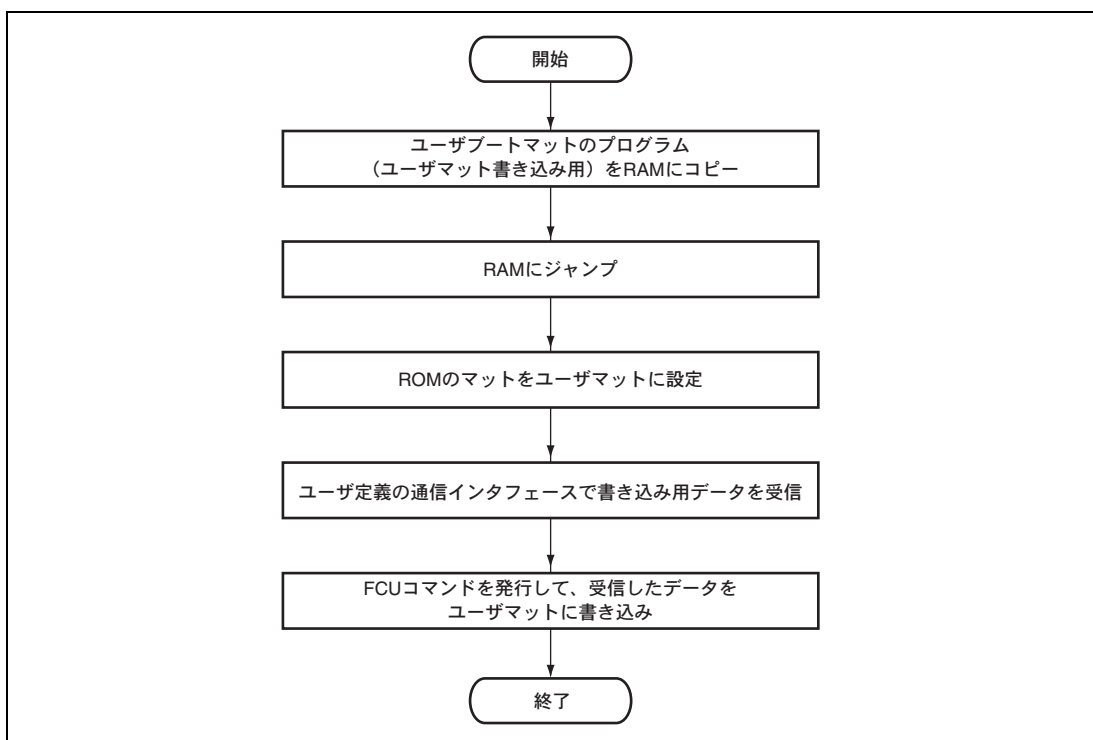 開始
ユーザブートマットのプログラム
（ユーザマット書き込み用）をRAMにコピー
RAMにジャンプ
ROMのマットをユーザマットに設定
ユーザ定義の通信インタフェースで書き込み用データを受信
FCUコマンドを発行して、受信したデータを
ユーザマットに書き込み
終了